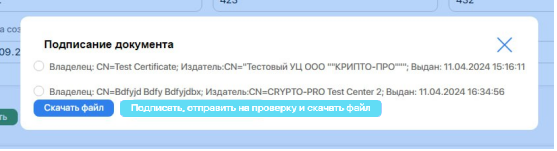 423
432
Подписание документа
Владелец: CN=Test Certificate; Издатель:CN="Тестовый УЦ ООО ""КРИПТО-ПРО"""; Выдан: 11.04.2024 15:16:11
09.2
Владелец: CN=Bdfyjd Bdfy Bdfyjdbx; Издатель:CN=CRYPTO-PRO Test Center 2; Выдан: 11.04.2024 16:34:56
Скачать файл
Подписать, отправить на проверку и скачать файл